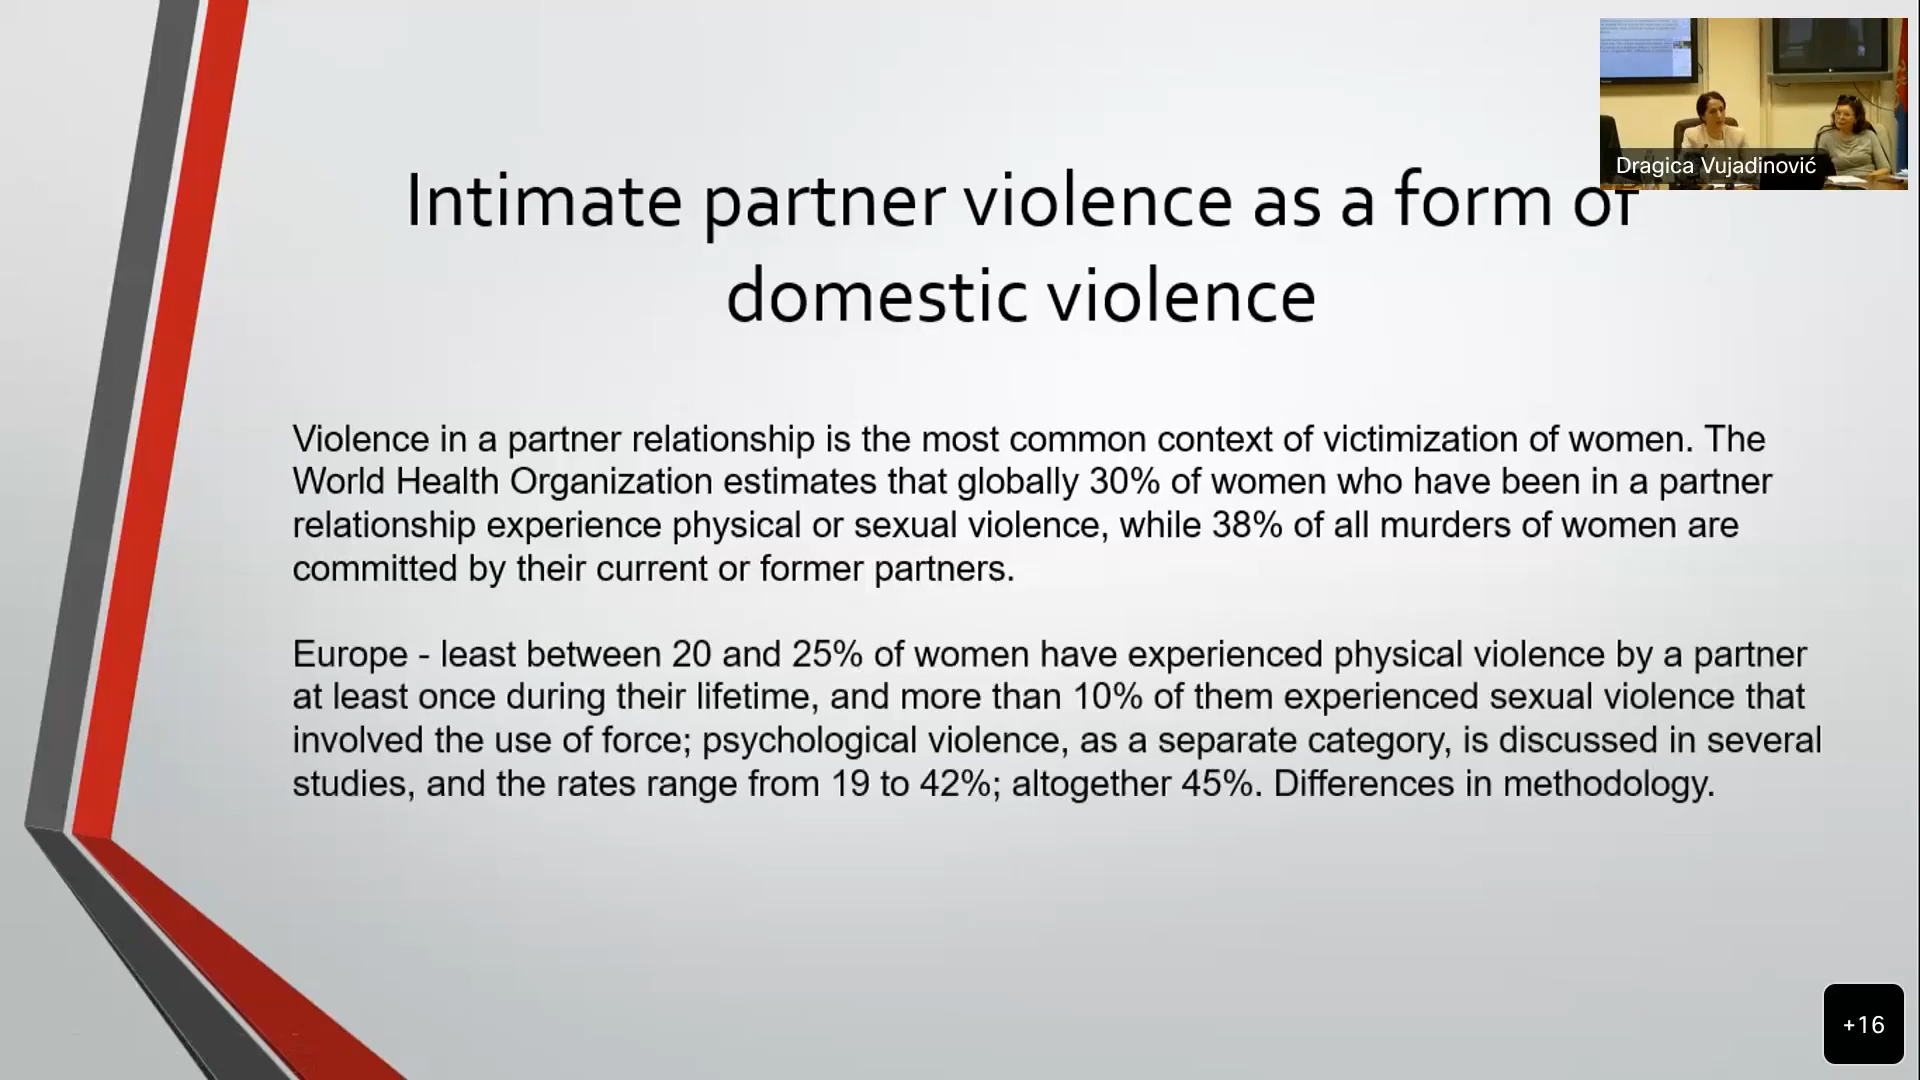 Dragica Vujadinović
Intimate partner violence as a form of
domestic violence
Violence in a partner relationship is the most common context of victimization of women. The
World Health Organization estimates that globally 30% of women who have been in a partner
relationship experience physical or sexual violence, while 38% of all murders of women are
committed by their current or former partners.
Europe - least between 20 and 25% of women have experienced physical violence by a partner
at least once during their lifetime, and more than 10% of them experienced sexual violence that
involved the use of force; psychological violence, as a separate category, is discussed in several
studies, and the rates range from 19 to 42%; altogether 45%. Differences in methodology.
+16